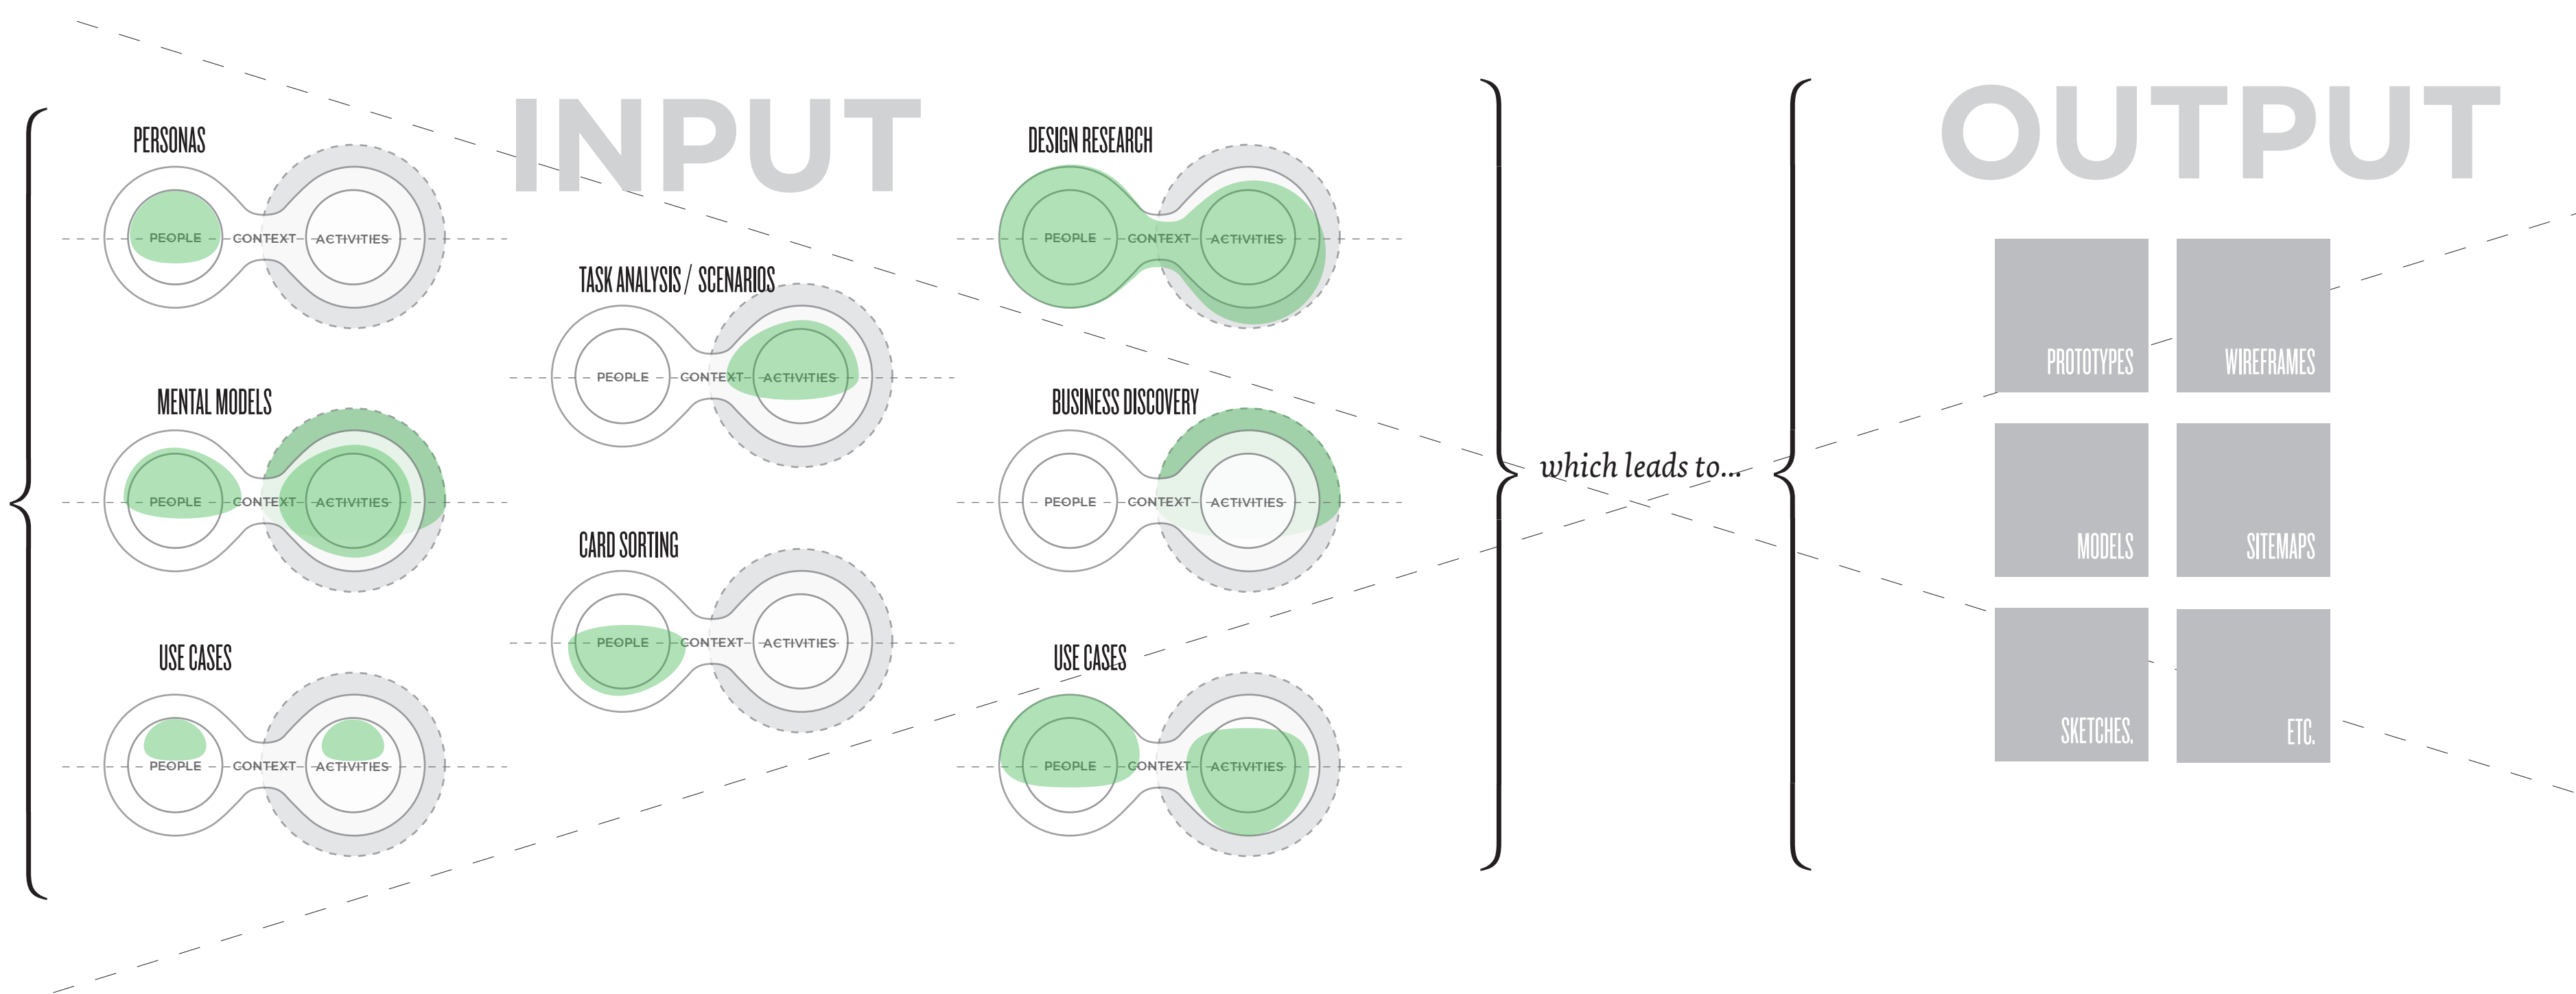 INPUT
PERSONAS
PEOPLE CONTEXT ACTIVITIES
MENTAL MODELS
PEOPLE CONTEXT ACTIVITIES
USE CASES
PEOPLE CONTEXT ACTIVITIES
TASK ANALYSIS / SCENARIOS
PEOPLE CONTEXT ACTIVITIES
CARD SORTING
PEOPLE CONTEXT ACTIVITIES
DESIGN RESEARCH
PEOPLE CONTEXT ACTIVITIES
BUSINESS DISCOVERY
PEOPLE CONTEXT ACTIVITIES
USE CASES
PEOPLE CONTEXT ACTIVITIES
which leads to...
OUTPUT
PROTOTYPES
WIREFRAMES
MODELS
SITEMAPS
SKETCHES,
ETC.